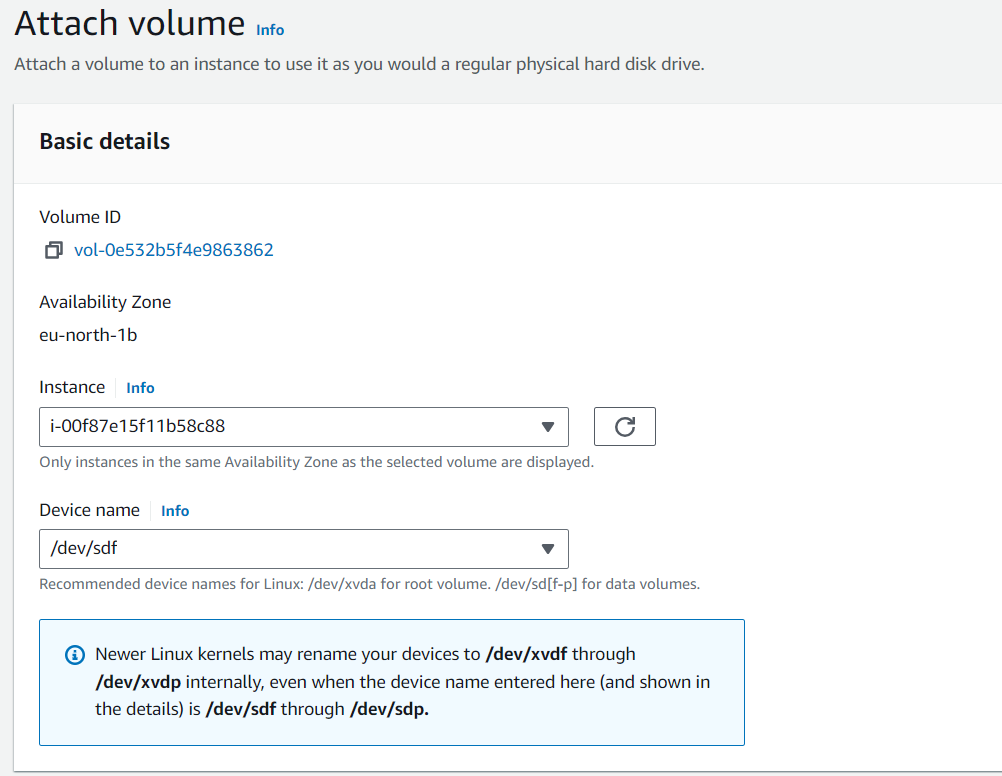 Attach volume Info
Attach a volume to an instance to use it as you would a regular physical hard disk drive.
Basic details
Volume ID
vol-0e532b5f4e9863862
Availability Zone
eu-north-1b
Instance Info
i-00f87e15f11b58c88
Only instances in the same Availability Zone as the selected volume are displayed.
Device name Info
/dev/sdf
Recommended device names for Linux: /dev/xvda for root volume. /dev/sd[f-p] for data volumes.
Newer Linux kernels may rename your devices to /dev/xvdf through
/dev/xvdp internally, even when the device name entered here (and shown in
the details) is /dev/sdf through /dev/sdp.